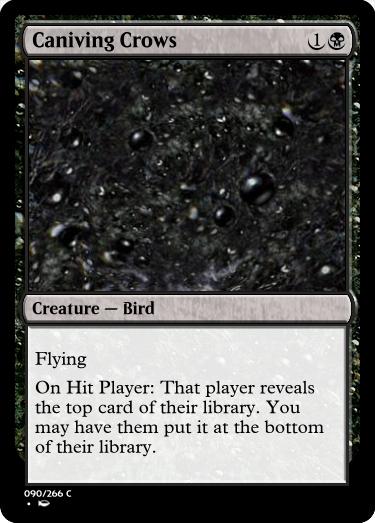 Caniving Crows 1
Creature — Bird
Flying
On Hit Player: That player reveals
the top card of their library. You
may have them put it at the bottom
of their library.
090/266 C